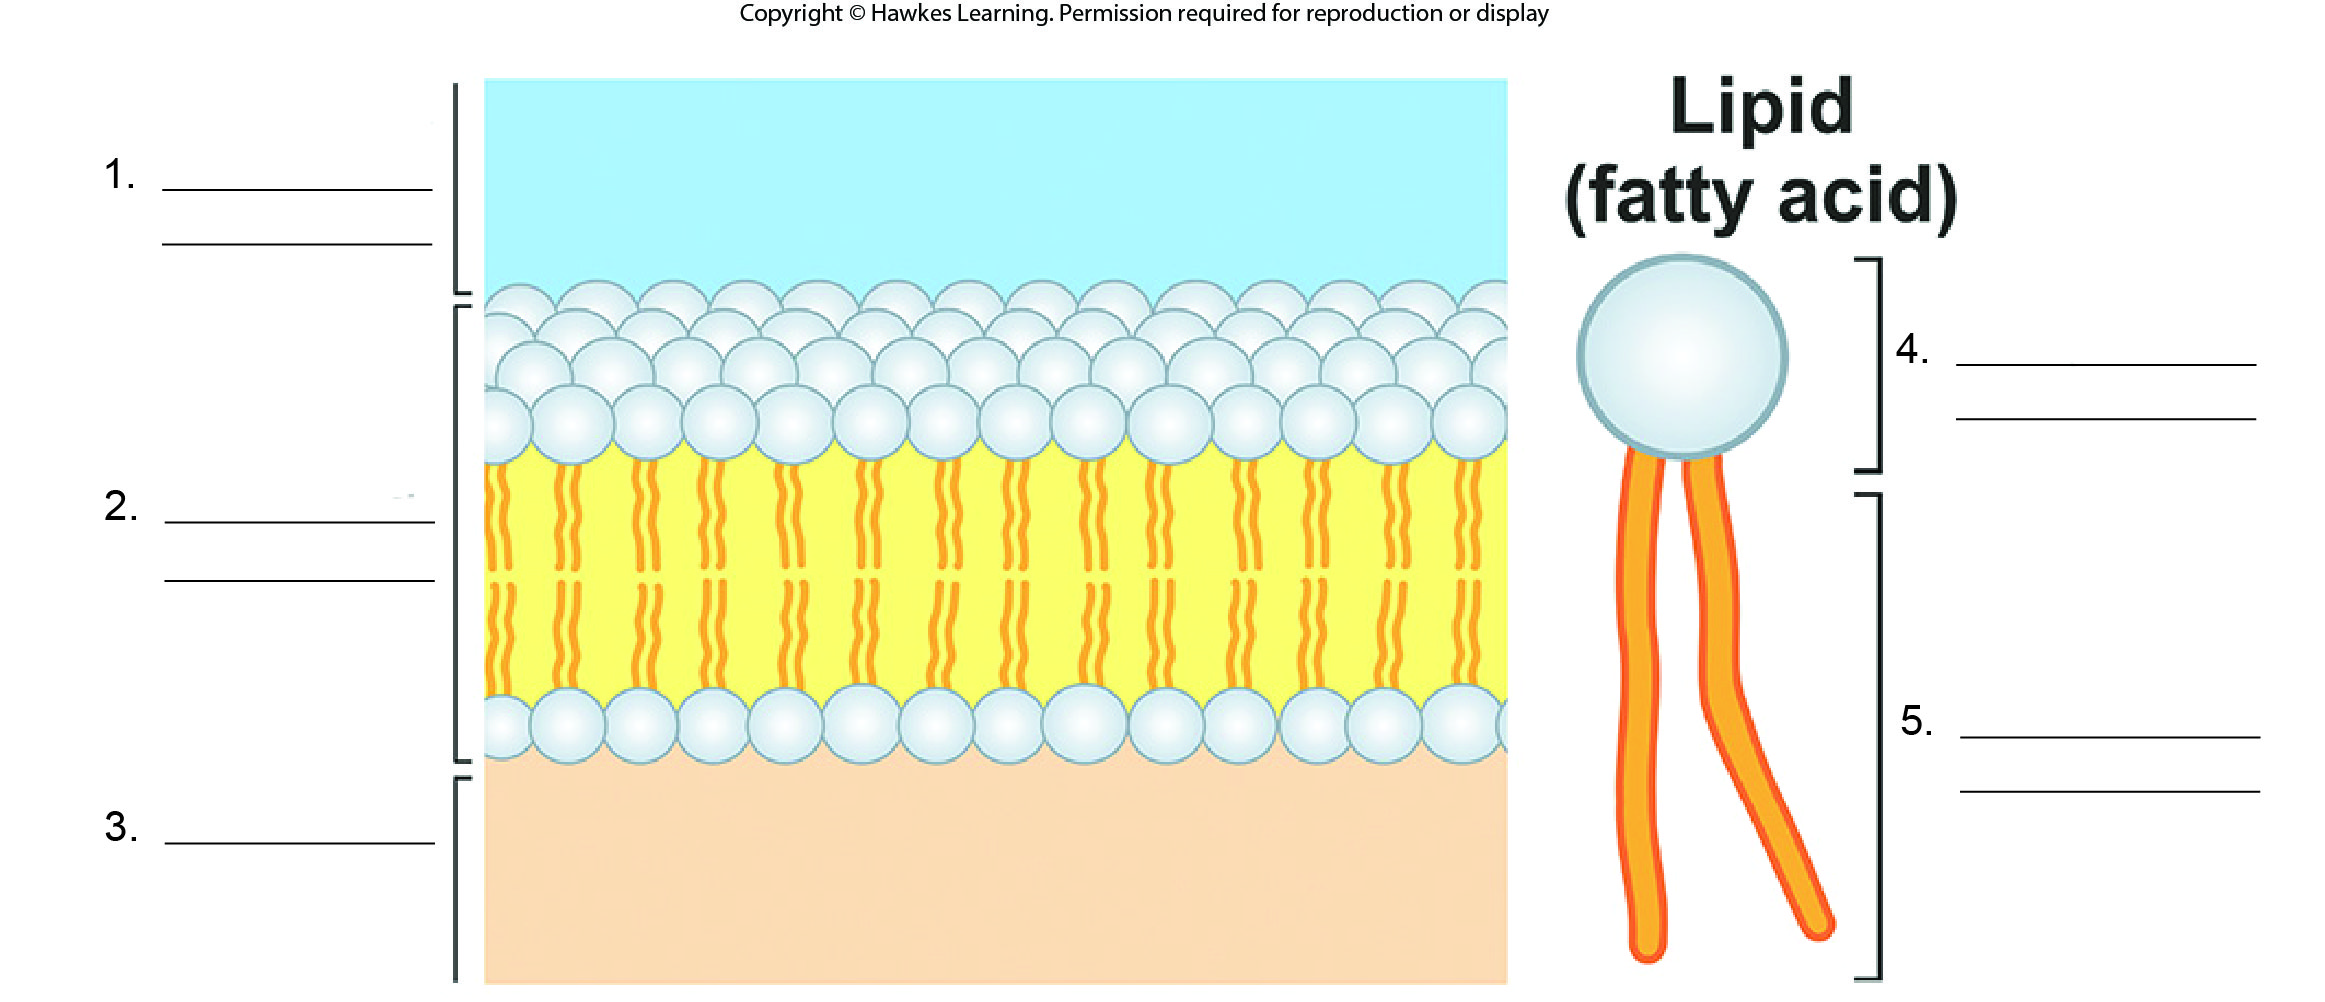 Copyright © Hawkes Learning. Permission required for reproduction or display
Lipid
(fatty acid)
1.
2.
3.
4.
5.